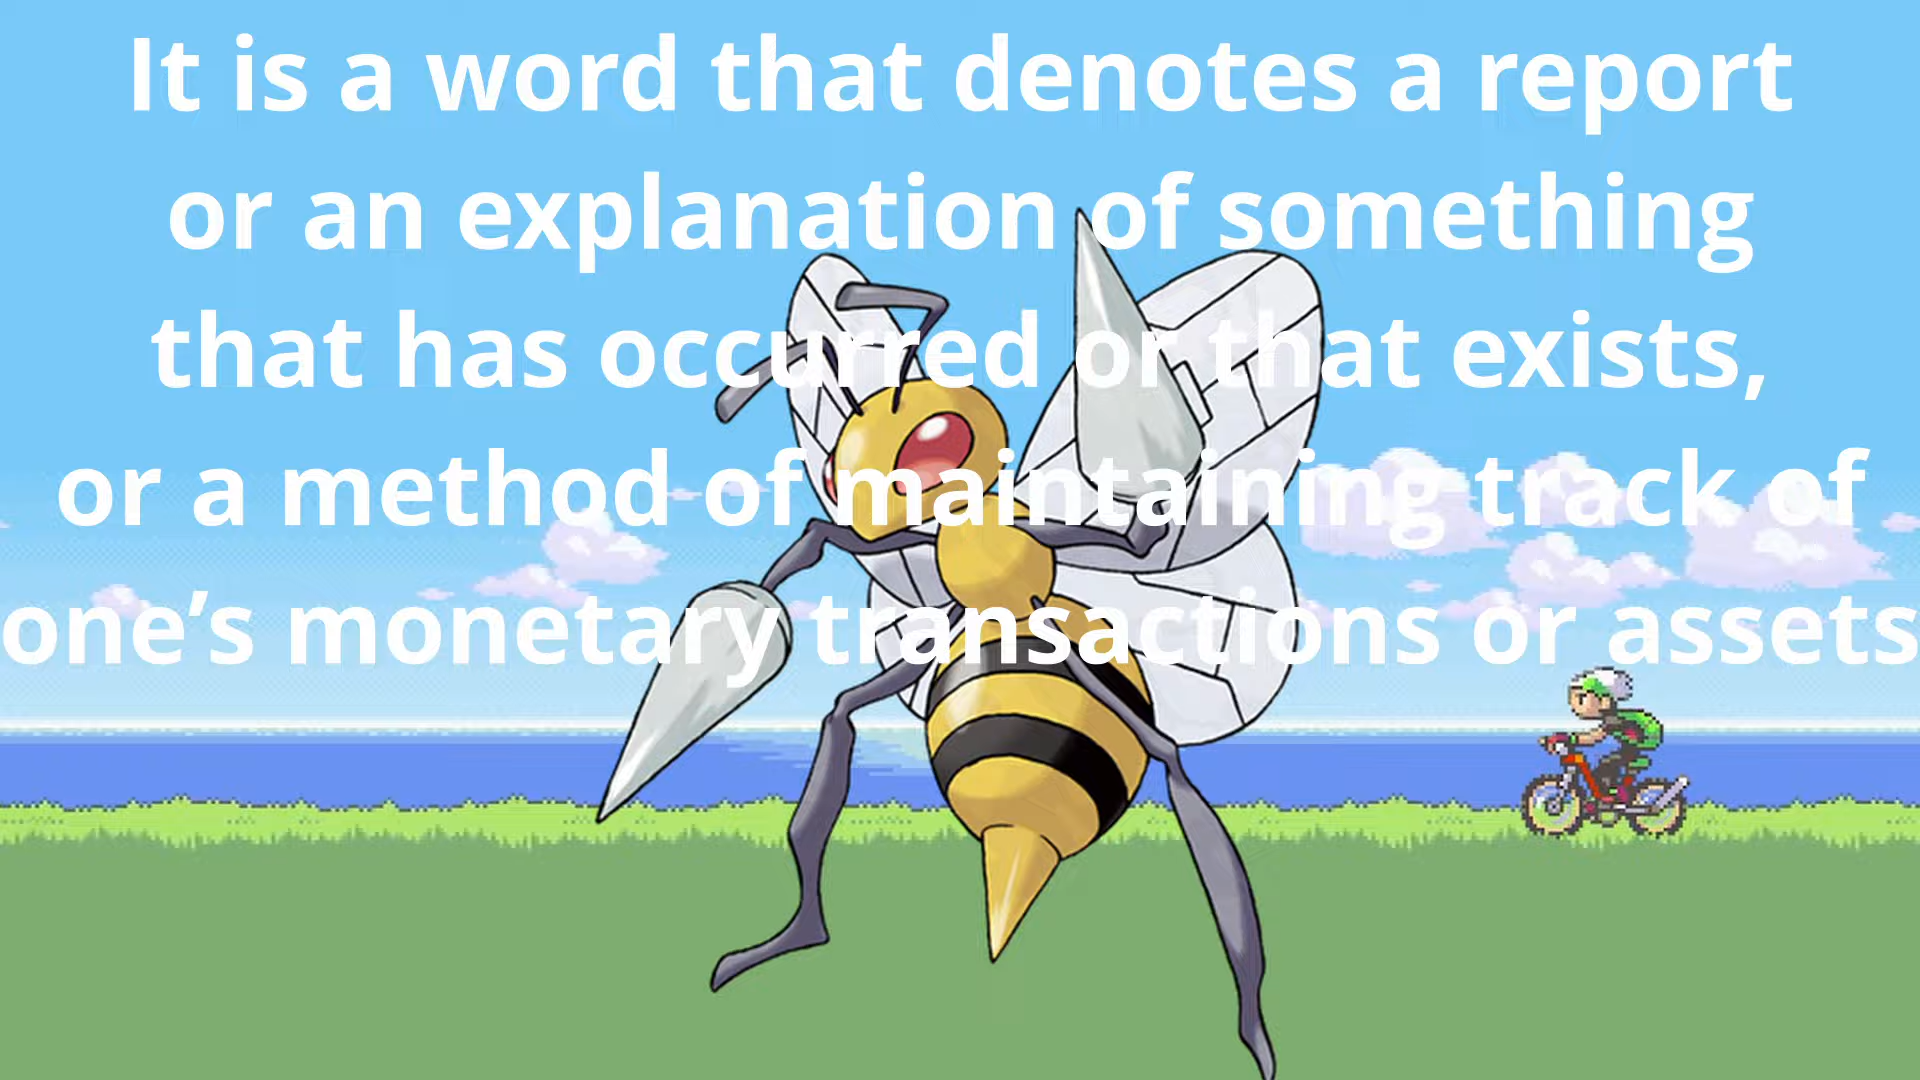 It is a word that denotes a report
or an explanation of something
that has occurred or that exists,
or a method of maintaining track of
one’s monetary transactions or assets